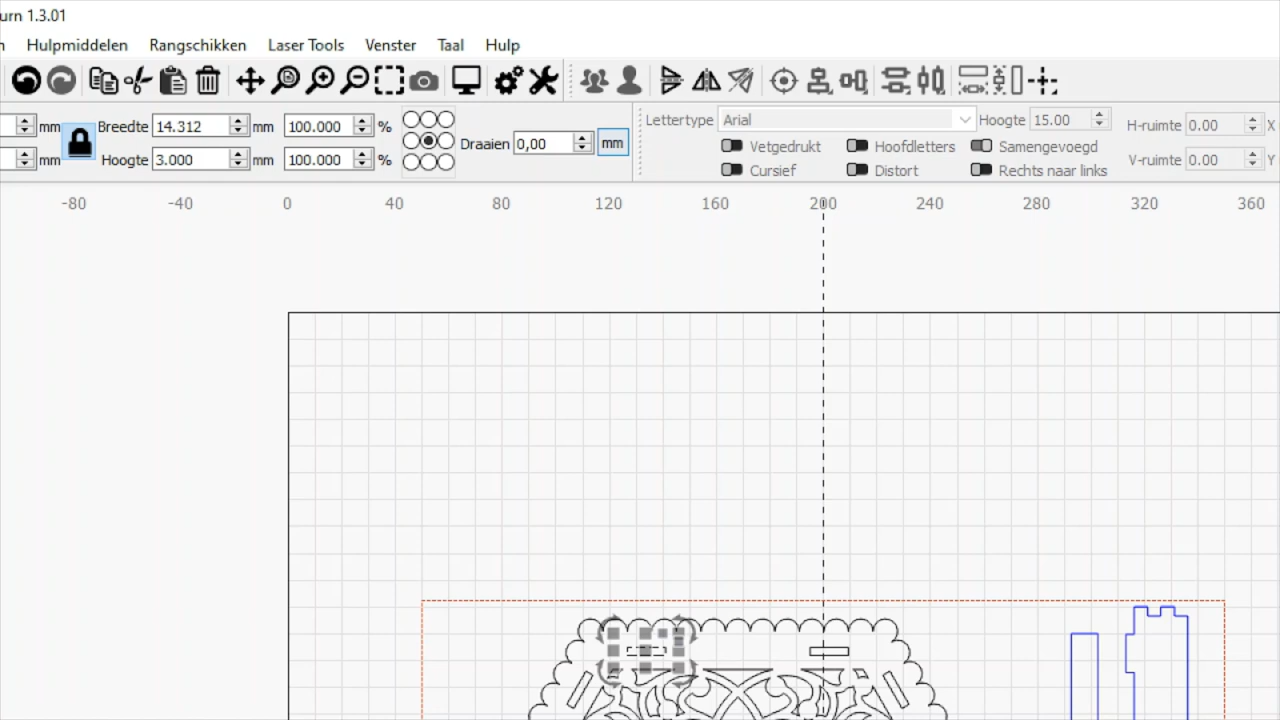 urn 1.3.01
n Hulpmiddelen Rangschikken Laser Tools Venster Taal Hulp
mm Breedte 14.312 mm 100.000 % Lettertype Arial Hoogte 15.00 H-ruimte 0.00 X
Draaien 0,00 mm Vetgedrukt Hoofdletters Samengevoegd
mm Hoogte 3.000 mm 100.000 % Cursief Distort Rechts naar links V-ruimte 0.00 Y
-80 -40 0 40 80 120 160 200 240 280 320 360